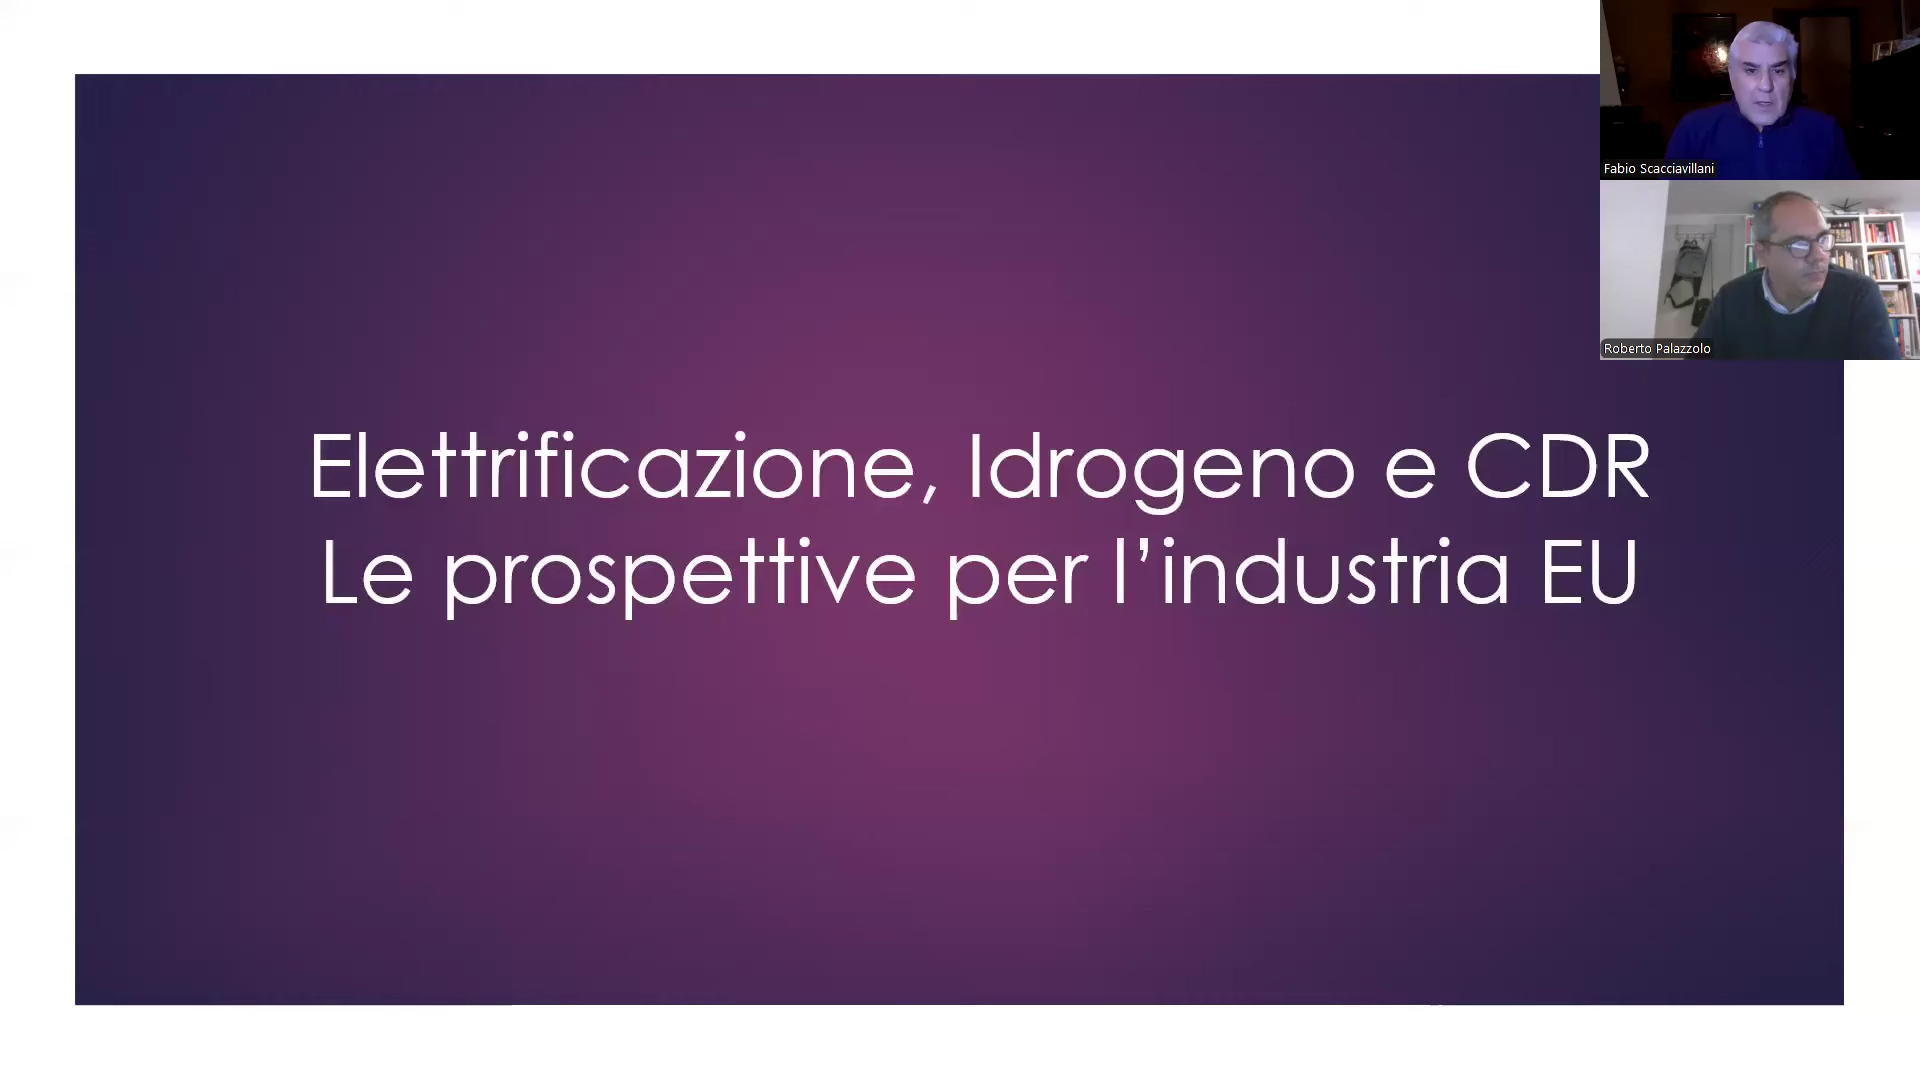 Elettrificazione, Idrogeno e CDR
Le prospettive per l’industria EU
Fabio Scacciavillani
Roberto Palazzolo